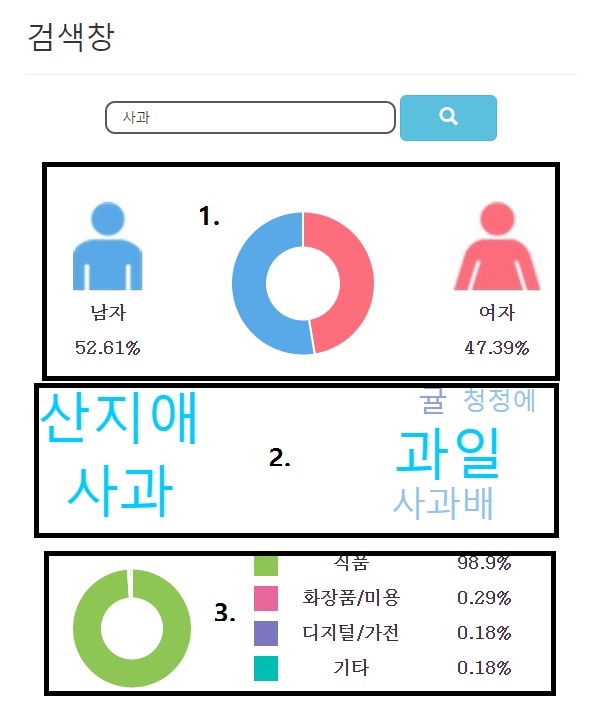 검색창
사과
1.
남자
여자
52.61%
47.39%
산지애
사과
2.
귤 청정에
과일
사과배
3.
식품 98.9%
화장품/미용 0.29%
디지털/가전 0.18%
기타 0.18%